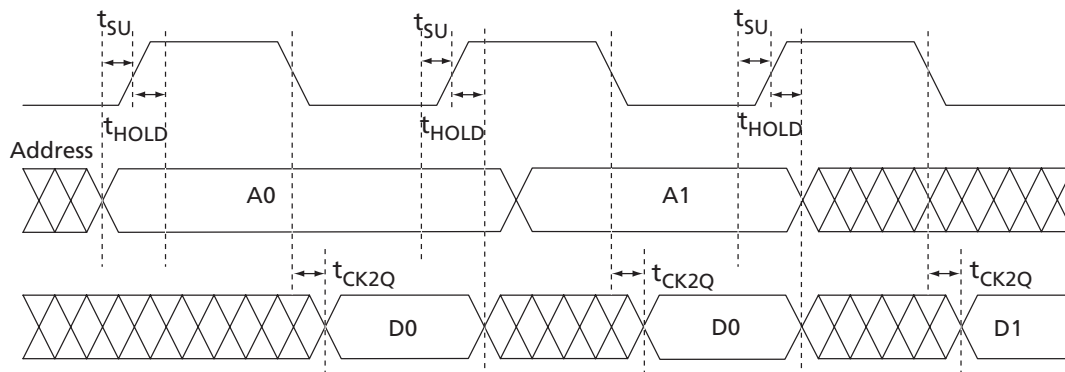 tSU tSU tSU
tHOLD tHOLD tHOLD
Address
A0 A1
tCK2Q tCK2Q tCK2Q
D0 D0 D1